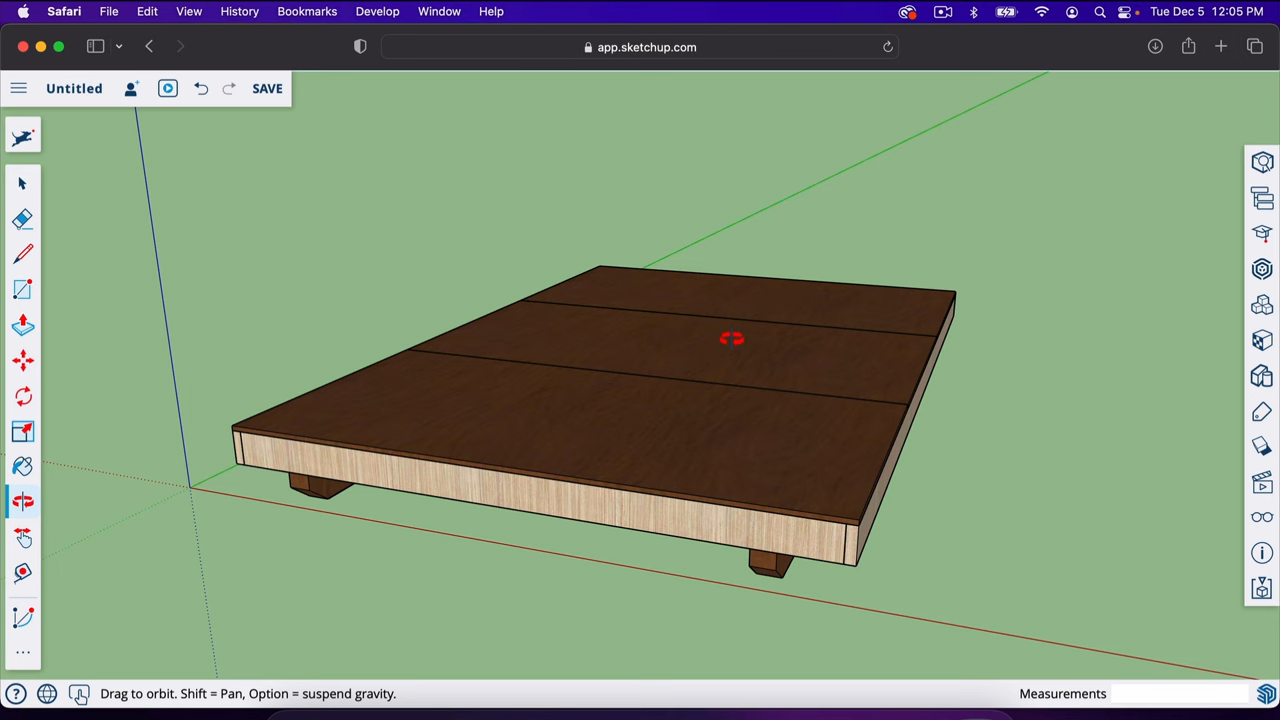 Safari File Edit View History Bookmarks Develop Window Help Tue Dec 5 12:05 PM
app.sketchup.com
Untitled SAVE
Drag to orbit. Shift = Pan, Option = suspend gravity. Measurements